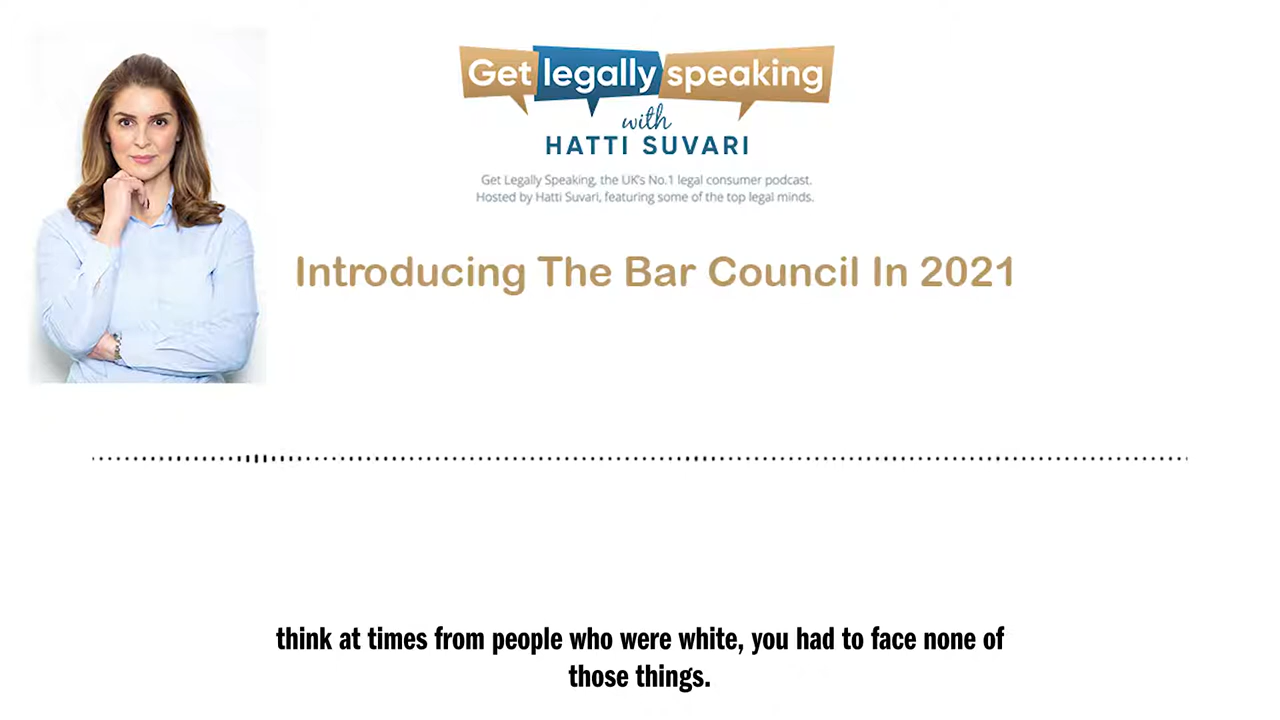 Get legally speaking
with
HATTI SUVARI
Get Legally Speaking, the UK's No.1 legal consumer podcast.
Hosted by Hatti Suvari, featuring some of the top legal minds.
Introducing The Bar Council In 2021
think at times from people who were white, you had to face none of
those things.